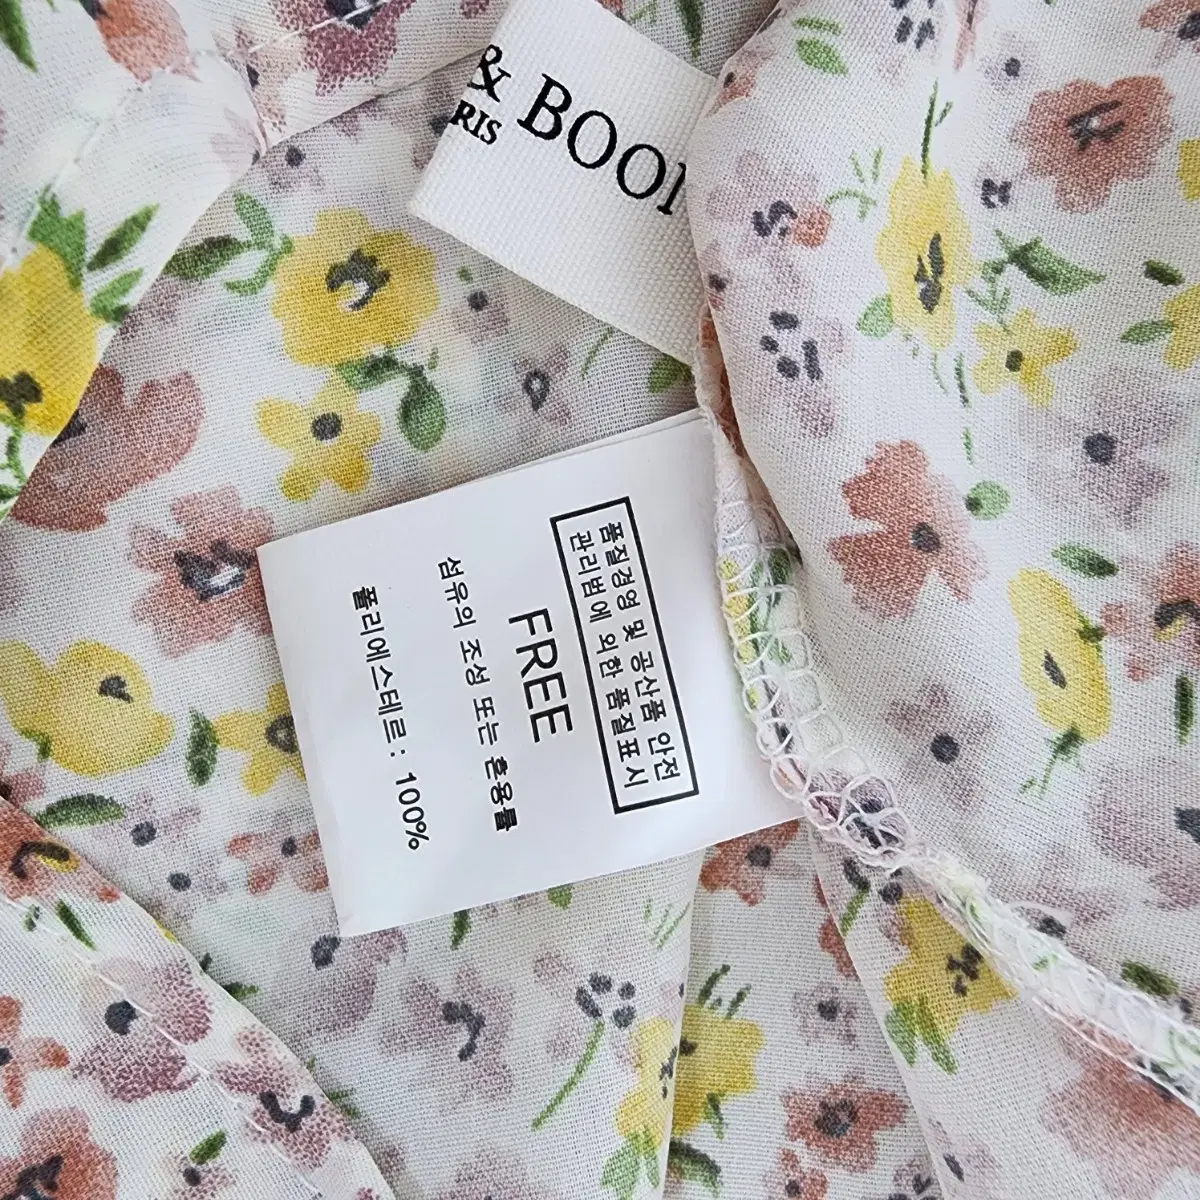 & BOO
RIS
품질경영 및 공산품 안전
관리법에 의한 품질표시
FREE
섬유의 조성 또는 혼용률
폴리에스테르 : 100%